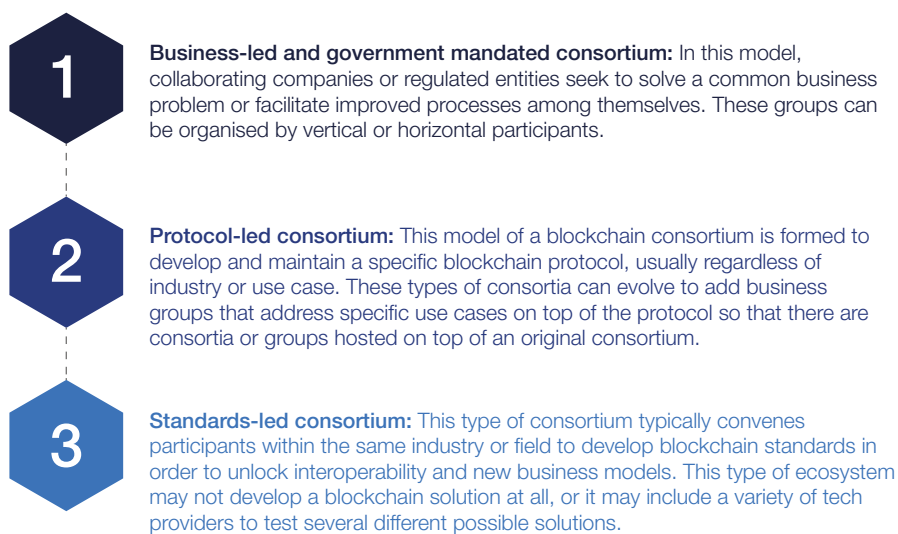 1
Business-led and government mandated consortium: In this model,
collaborating companies or regulated entities seek to solve a common business
problem or facilitate improved processes among themselves. These groups can
be organised by vertical or horizontal participants.
2
Protocol-led consortium: This model of a blockchain consortium is formed to
develop and maintain a specific blockchain protocol, usually regardless of
industry or use case. These types of consortia can evolve to add business
groups that address specific use cases on top of the protocol so that there are
consortia or groups hosted on top of an original consortium.
3
Standards-led consortium: This type of consortium typically convenes
participants within the same industry or field to develop blockchain standards in
order to unlock interoperability and new business models. This type of ecosystem
may not develop a blockchain solution at all, or it may include a variety of tech
providers to test several different possible solutions.